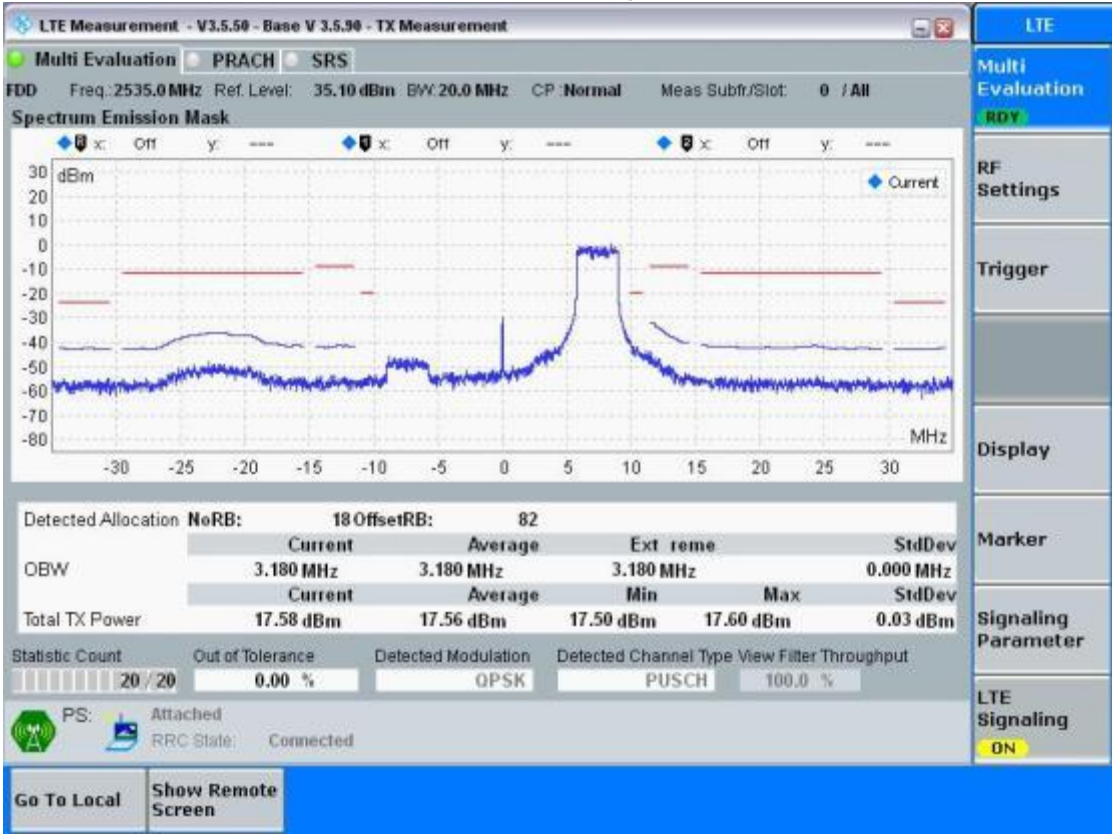 LTE Measurement - V3.5.50 - Base V 3.5.90 - TX Measurement
LTE
Multi Evaluation PRACH SRS
Multi Evaluation
RDY
FDD Freq.:2535.0 MHz Ref. Level: 35.10 dBm BW:20.0 MHz CP :Normal Meas Subfr./Slot: 0 / All
Spectrum Emission Mask
x: Off y: --- x: Off y: --- x: Off y: ---
30 dBm Current
20
10
0
-10
-20
-30
-40
-50
-60
-70
-80 MHz
-30 -25 -20 -15 -10 -5 0 5 10 15 20 25 30
RF Settings
Trigger
Display
Marker
Signaling Parameter
LTE Signaling
ON
Detected Allocation NoRB: 18 OffsetRB: 82
Current Average Ext reme StdDev
OBW 3.180 MHz 3.180 MHz 3.180 MHz 0.000 MHz
Current Average Min Max StdDev
Total TX Power 17.58 dBm 17.56 dBm 17.50 dBm 17.60 dBm 0.03 dBm
Statistic Count Out of Tolerance Detected Modulation Detected Channel Type View Filter Throughput
20 / 20 0.00 % QPSK PUSCH 100.0 %
PS: Attached
RRC State: Connected
Go To Local Show Remote Screen